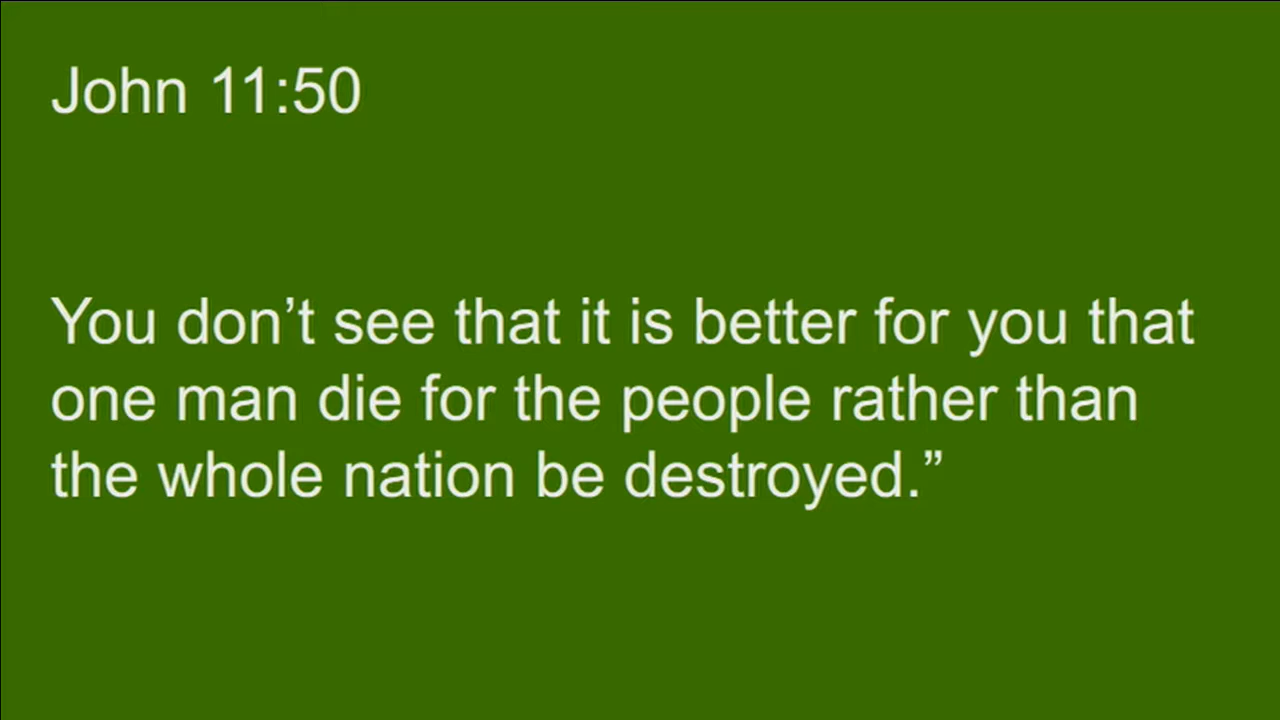 John 11:50
You don’t see that it is better for you that
one man die for the people rather than
the whole nation be destroyed.”